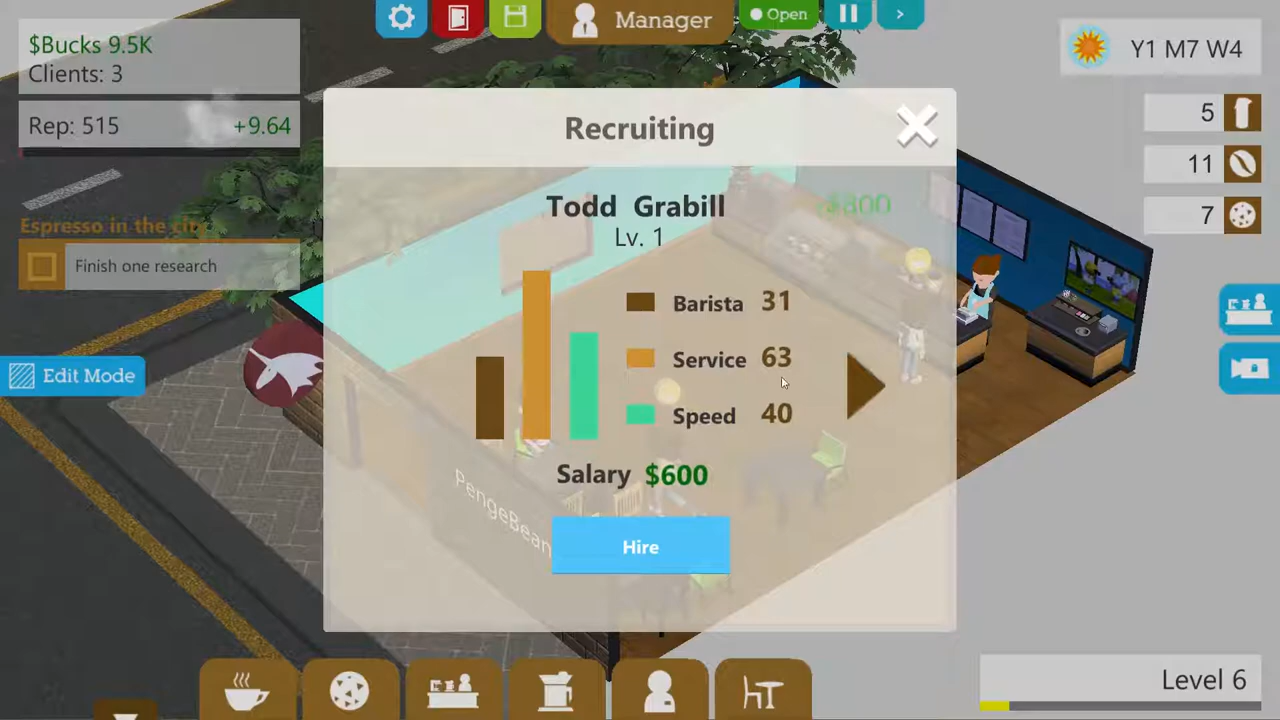 $Bucks 9.5K
Clients: 3
Rep: 515 +9.64
Espresso in the city
Finish one research
Edit Mode
Manager
Open
Y1 M7 W4
5
11
7
Recruiting
Todd Grabill
Lv. 1
-$800
Barista 31
Service 63
Speed 40
Salary $600
Hire
PengeBean
Level 6